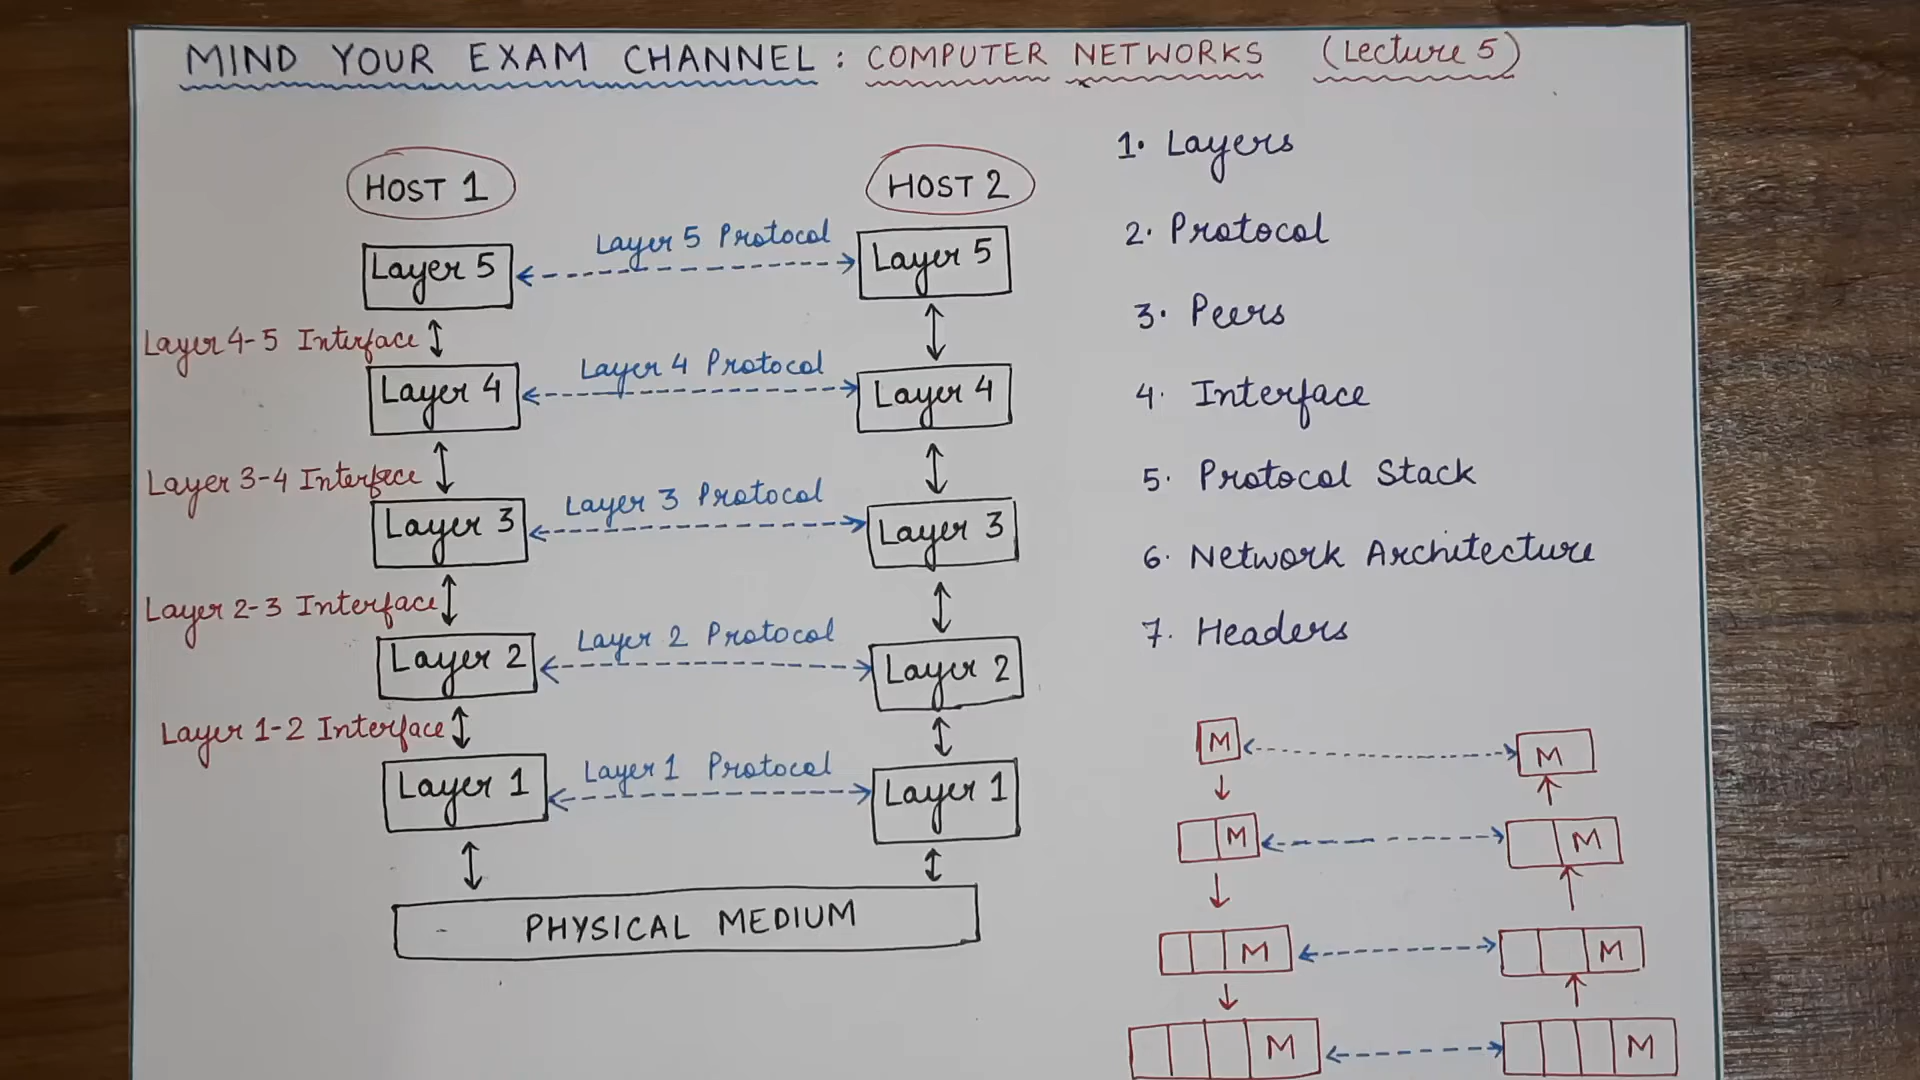 MIND YOUR EXAM CHANNEL : COMPUTER NETWORKS (Lecture 5)
HOST 1
HOST 2
Layer 5
Layer 5 Protocol
Layer 5
Layer 4-5 Interface
Layer 4
Layer 4 Protocol
Layer 4
Layer 3-4 Interfece
Layer 3
Layer 3 Protocol
Layer 3
Layer 2-3 Interface
Layer 2
Layer 2 Protocol
Layer 2
Layer 1-2 Interface
Layer 1
Layer 1 Protocol
Layer 1
PHYSICAL MEDIUM
1. Layers
2. Protocol
3. Peers
4. Interface
5. Protocol Stack
6. Network Architecture
7. Headers
M
M
M
M
M
M
M
M